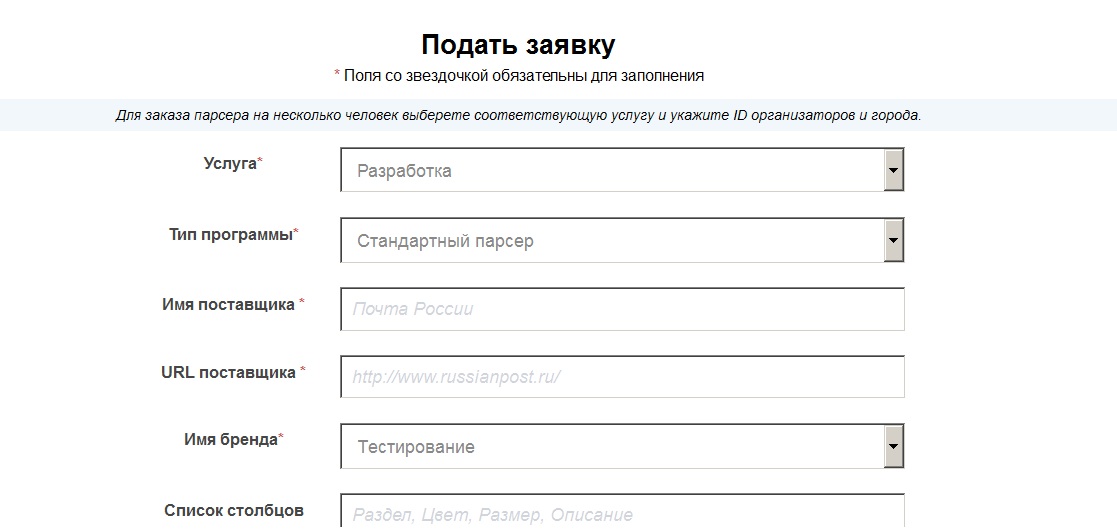 Подать заявку
* Поля со звездочкой обязательны для заполнения
Для заказа парсера на несколько человек выберете соответствующую услугу и укажите ID организаторов и города.
Услуга*
Разработка
Тип программы*
Стандартный парсер
Имя поставщика *
Почта России
URL поставщика *
http://www.russianpost.ru/
Имя бренда*
Тестирование
Список столбцов
Раздел, Цвет, Размер, Описание